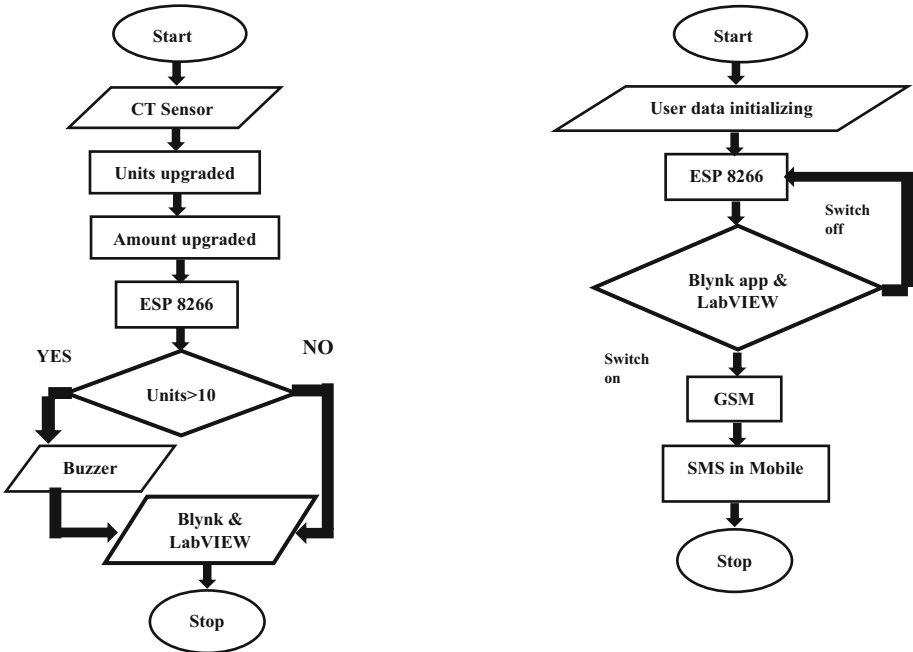 Start
CT Sensor
Units upgraded
Amount upgraded
ESP 8266
YES
NO
Units>10
Buzzer
Blynk &
LabVIEW
Stop
Start
User data initializing
ESP 8266
Switch
off
Blynk app &
LabVIEW
Switch
on
GSM
SMS in Mobile
Stop